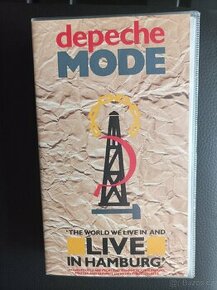 depeche
MODE
"THE WORLD WE LIVE IN AND
LIVE
IN HAMBURG"